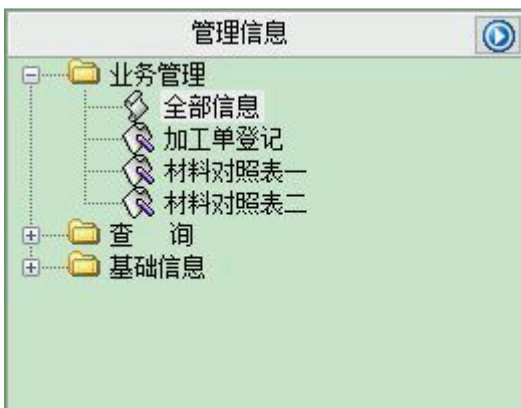 管理信息
业务管理
全部信息
加工单登记
材料对照表一
材料对照表二
查 询
基础信息